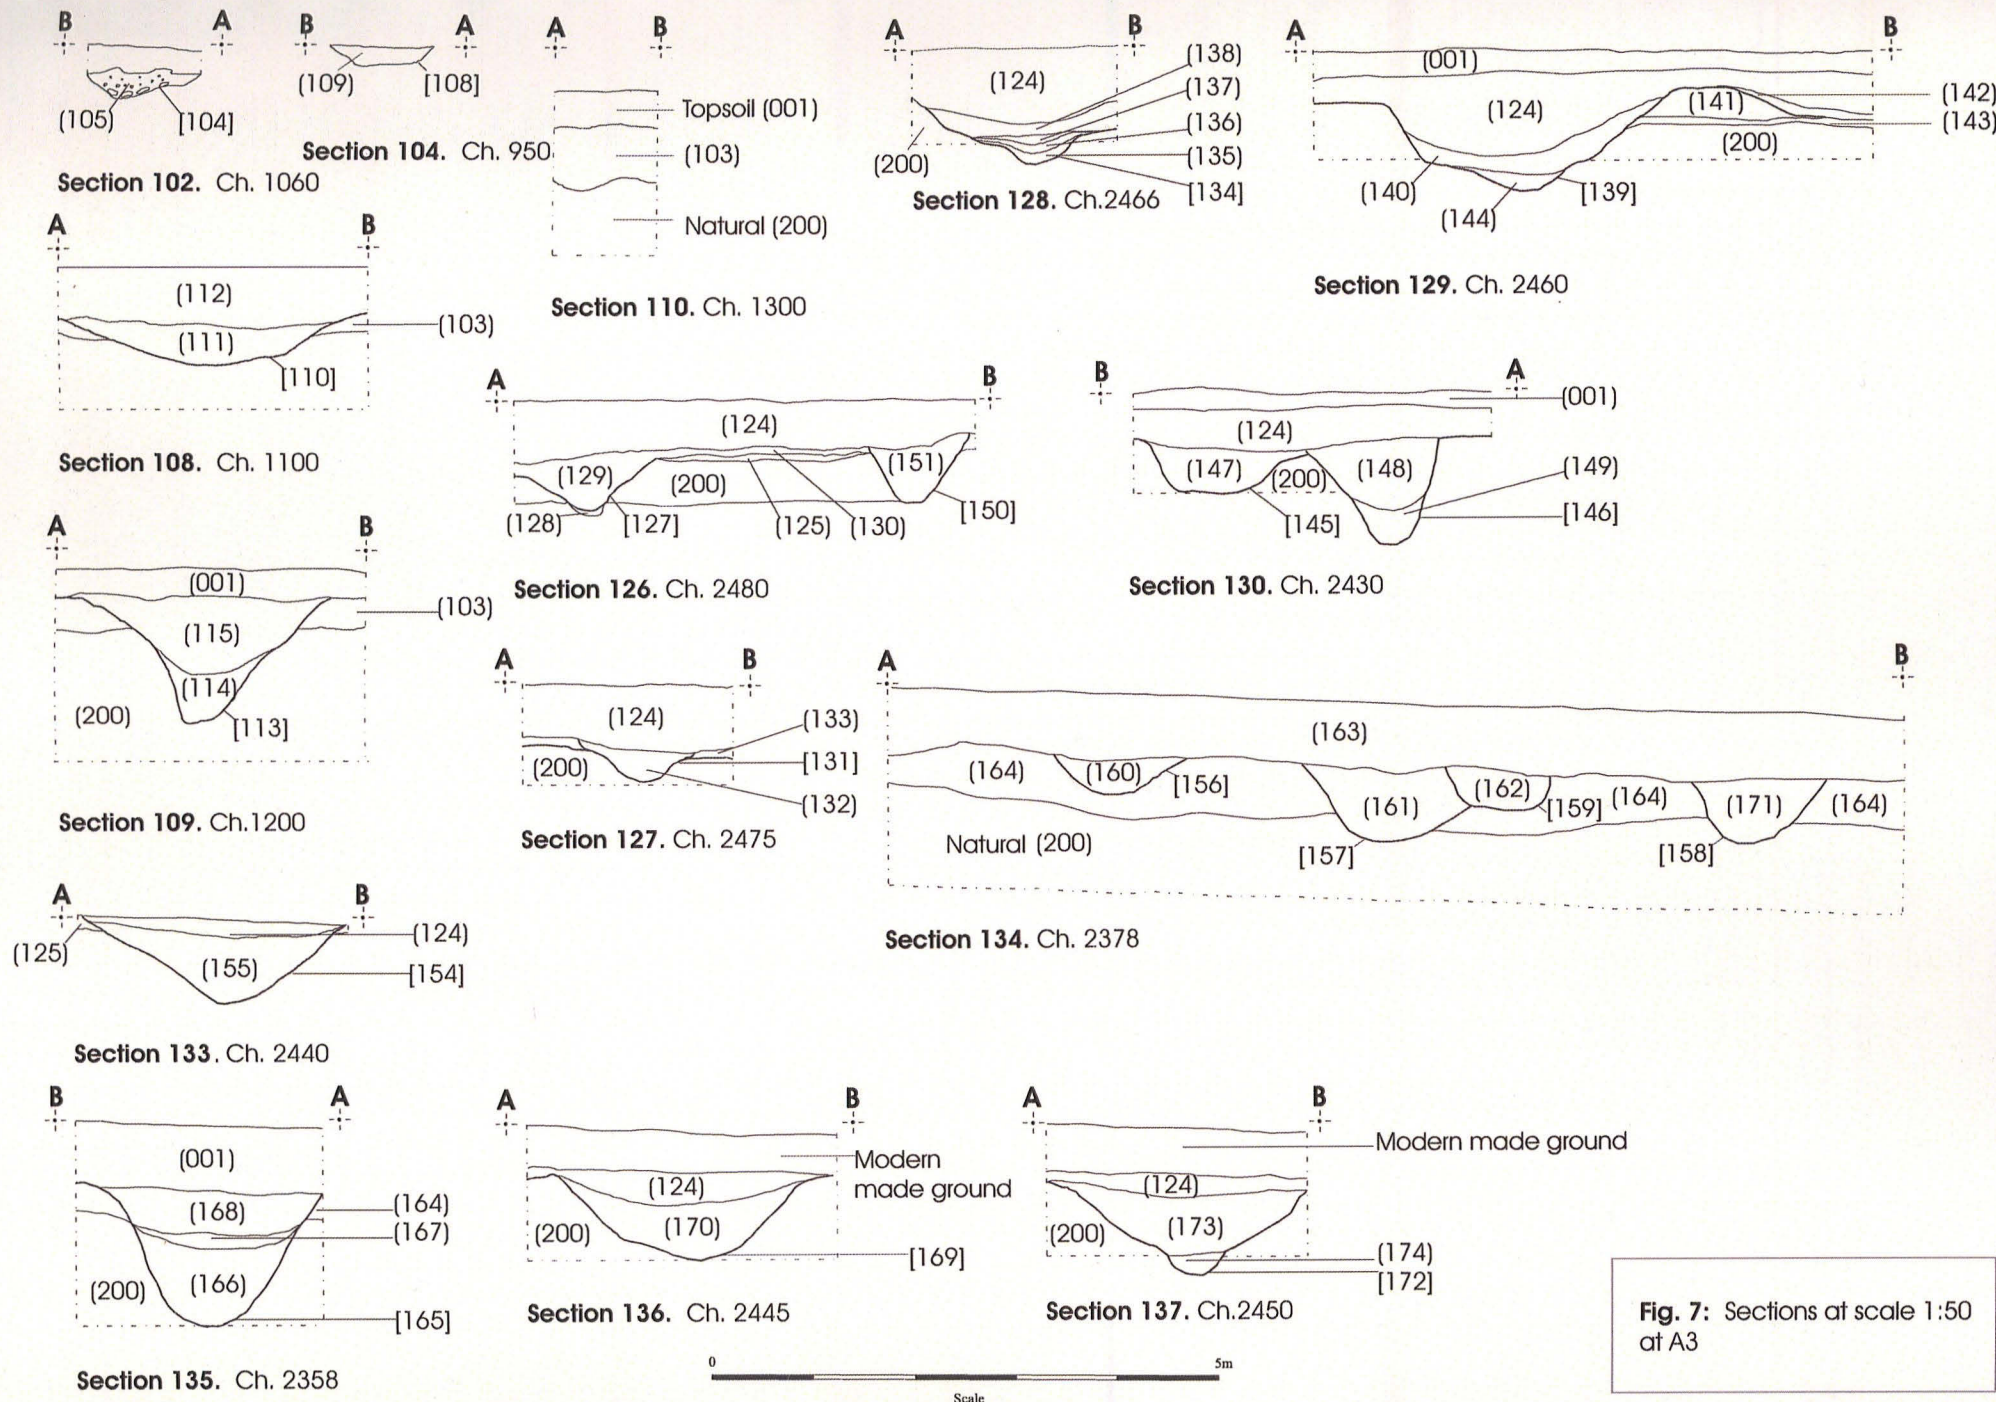 B A
(105) [104]
Section 102. Ch. 1060
B A
(109) [108]
Section 104. Ch. 950
A B
Topsoil (001)
(103)
Natural (200)
Section 110. Ch. 1300
A B
(124)
(138)
(137)
(136)
(135)
[134]
(200)
Section 128. Ch.2466
A B
(001)
(124)
(141)
(142)
(143)
(200)
(140)
(144)
[139]
Section 129. Ch. 2460
A B
(112)
(111)
(103)
[110]
Section 108. Ch. 1100
A B
(124)
(129)
(200)
(151)
(128)
[127]
(125)
(130)
[150]
Section 126. Ch. 2480
B A
(001)
(124)
(147)
(200)
(148)
(149)
[146]
[145]
Section 130. Ch. 2430
A B
(001)
(103)
(115)
(114)
(200)
[113]
Section 109. Ch.1200
A B
(124)
(133)
(200)
[131]
(132)
Section 127. Ch. 2475
A B
(163)
(164)
(160)
[156]
(161)
(162)
[159]
(164)
(171)
(164)
Natural (200)
[157]
[158]
Section 134. Ch. 2378
A B
(125)
(124)
(155)
[154]
Section 133. Ch. 2440
B A
(001)
(168)
(164)
(167)
(166)
(200)
[165]
Section 135. Ch. 2358
A B
Modern
made ground
(124)
(170)
(200)
[169]
Section 136. Ch. 2445
A B
Modern made ground
(124)
(173)
(200)
(174)
[172]
Section 137. Ch.2450
0 5m
Scale
Fig. 7: Sections at scale 1:50
at A3